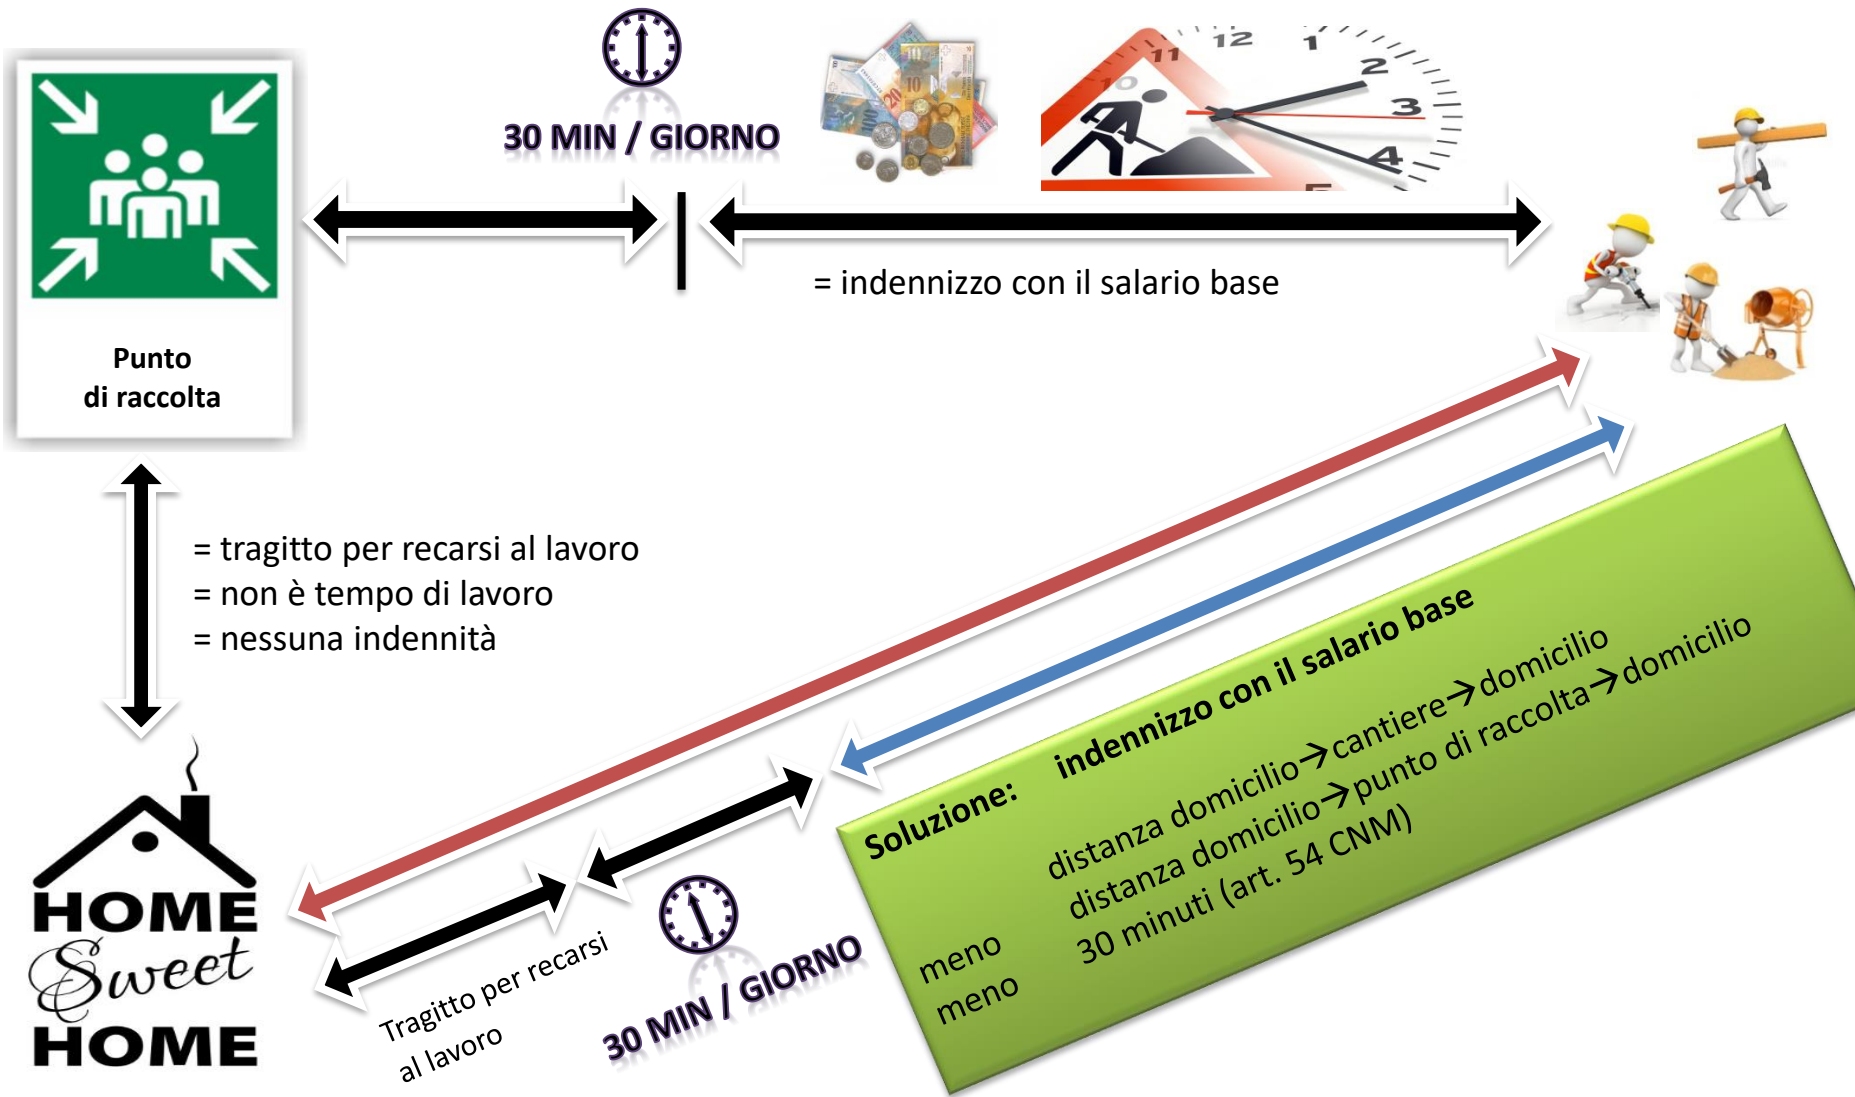 30 MIN / GIORNO
12
1
11
2
10
3
4
Punto
di raccolta
= indennizzo con il salario base
= tragitto per recarsi al lavoro
= non è tempo di lavoro
= nessuna indennità
HOME
Sweet
HOME
Tragitto per recarsi
al lavoro
30 MIN / GIORNO
Soluzione: indennizzo con il salario base
distanza domicilio→cantiere→domicilio
meno distanza domicilio→punto di raccolta→domicilio
meno 30 minuti (art. 54 CNM)